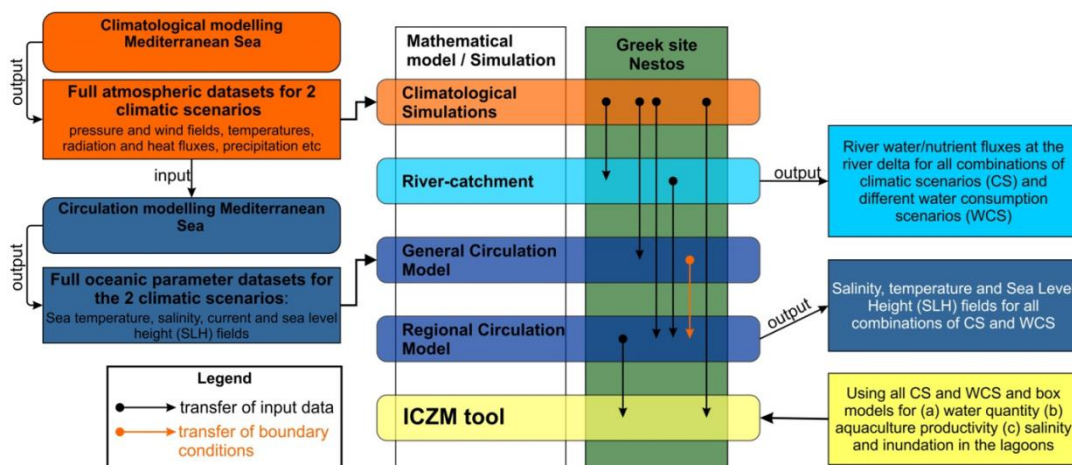 Climatological modelling
Mediterranean Sea
output
Full atmospheric datasets for 2
climatic scenarios
pressure and wind fields, temperatures,
radiation and heat fluxes, precipitation etc
input
Circulation modelling Mediterranean
Sea
output
Full oceanic parameter datasets for
the 2 climatic scenarios:
Sea temperature, salinity, current and sea level
height (SLH) fields
Legend
transfer of input data
transfer of boundary
conditions
Mathematical
model / Simulation
Greek site
Nestos
Climatological
Simulations
River-catchment
General Circulation
Model
Regional Circulation
Model
ICZM tool
output
River water/nutrient fluxes at the
river delta for all combinations of
climatic scenarios (CS) and
different water consumption
scenarios (WCS)
output
Salinity, temperature and Sea Level
Height (SLH) fields for all
combinations of CS and WCS
Using all CS and WCS and box
models for (a) water quantity (b)
aquaculture productivity (c) salinity
and inundation in the lagoons